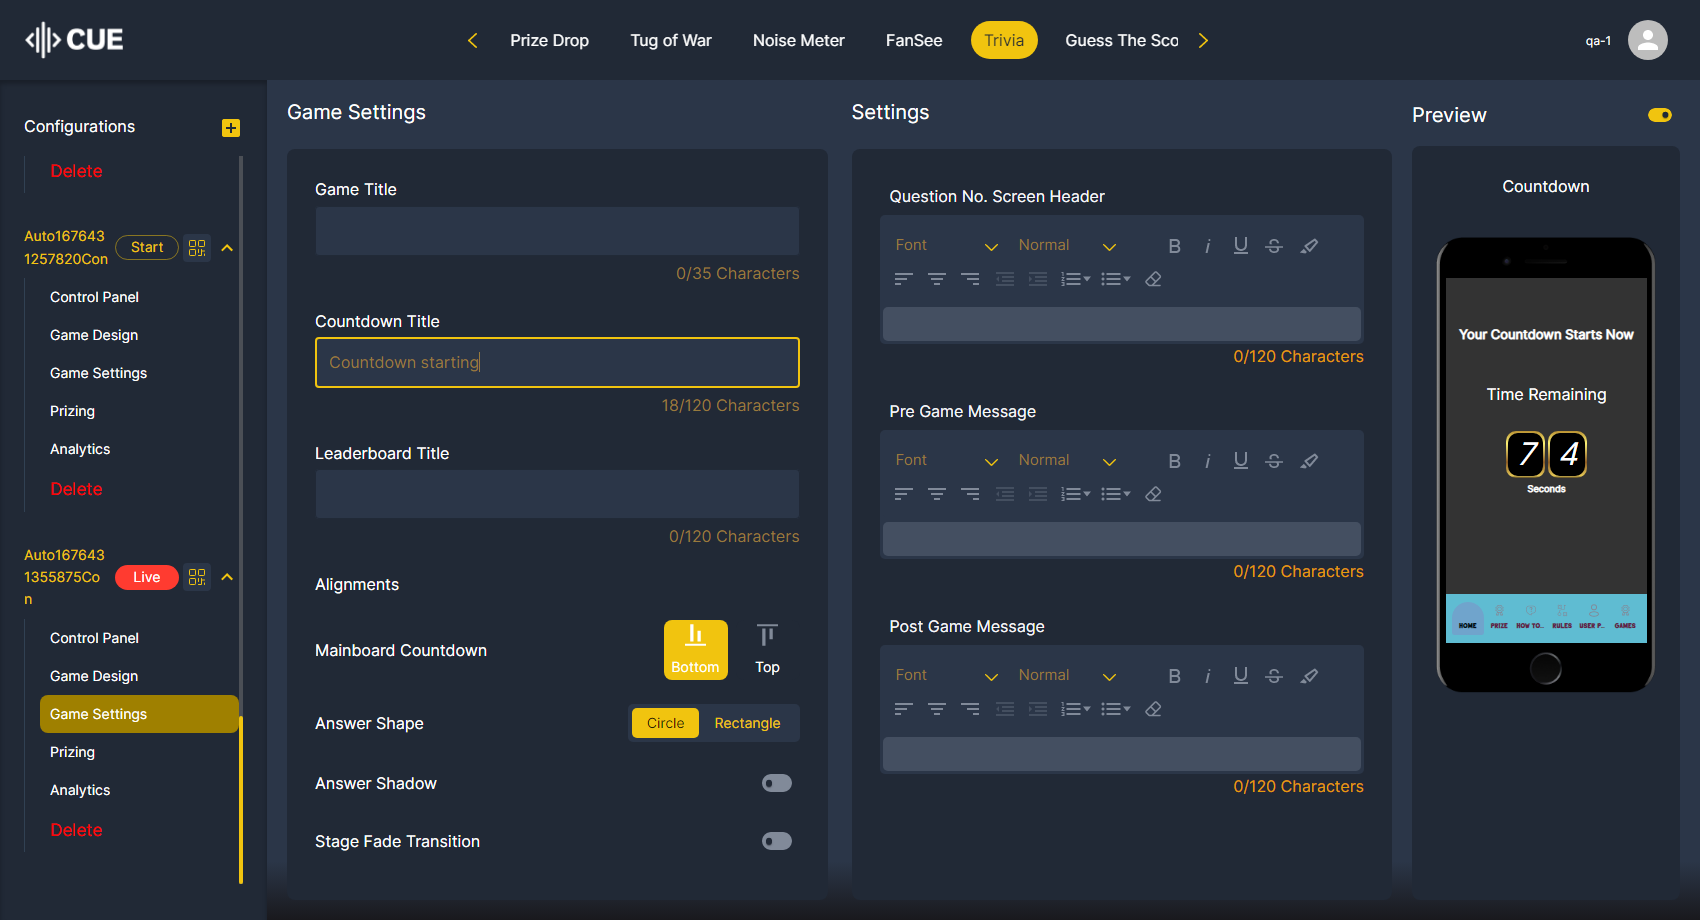 CUE
Prize Drop
Tug of War
Noise Meter
FanSee
Trivia
Guess The Sco
qa-1
Configurations
Delete
Auto167643
1257820Con
Start
Control Panel
Game Design
Game Settings
Prizing
Analytics
Delete
Auto167643
1355875Co
n
Live
Control Panel
Game Design
Game Settings
Prizing
Analytics
Delete
Game Settings
Game Title
0/35 Characters
Countdown Title
Countdown starting
18/120 Characters
Leaderboard Title
0/120 Characters
Alignments
Mainboard Countdown
Bottom
Top
Answer Shape
Circle
Rectangle
Answer Shadow
Stage Fade Transition
Settings
Question No. Screen Header
Font
Normal
B i U S
0/120 Characters
Pre Game Message
Font
Normal
B i U S
0/120 Characters
Post Game Message
Font
Normal
B i U S
0/120 Characters
Preview
Countdown
Your Countdown Starts Now
Time Remaining
7 4
Seconds
HOME
PRIZE
HOW TO...
RULES
USER P...
GAMES